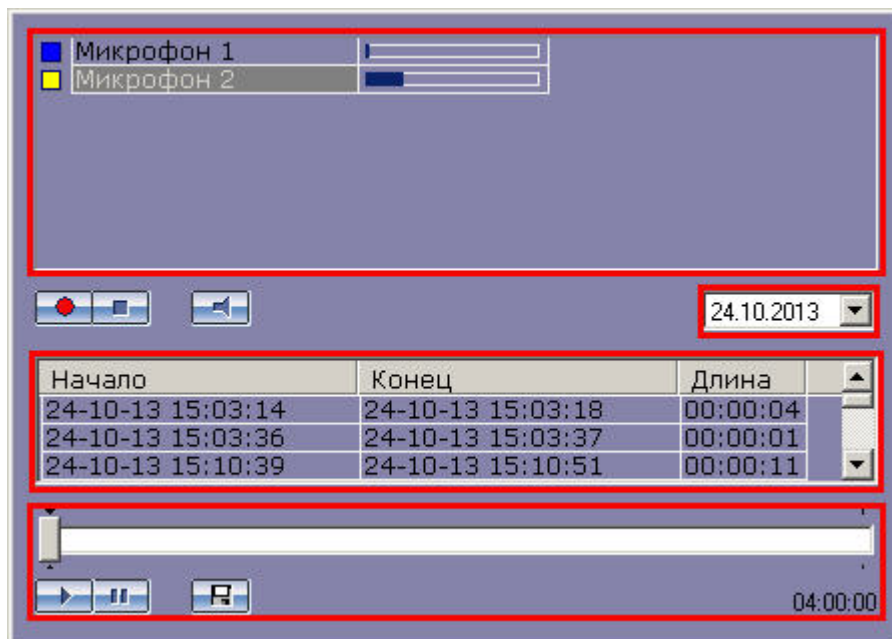 Микрофон 1
Микрофон 2
24.10.2013
Начало Конец Длина
24-10-13 15:03:14 24-10-13 15:03:18 00:00:04
24-10-13 15:03:36 24-10-13 15:03:37 00:00:01
24-10-13 15:10:39 24-10-13 15:10:51 00:00:11
04:00:00